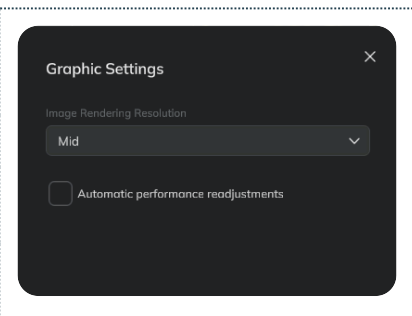 Graphic Settings
Image Rendering Resolution
Mid
Automatic performance readjustments